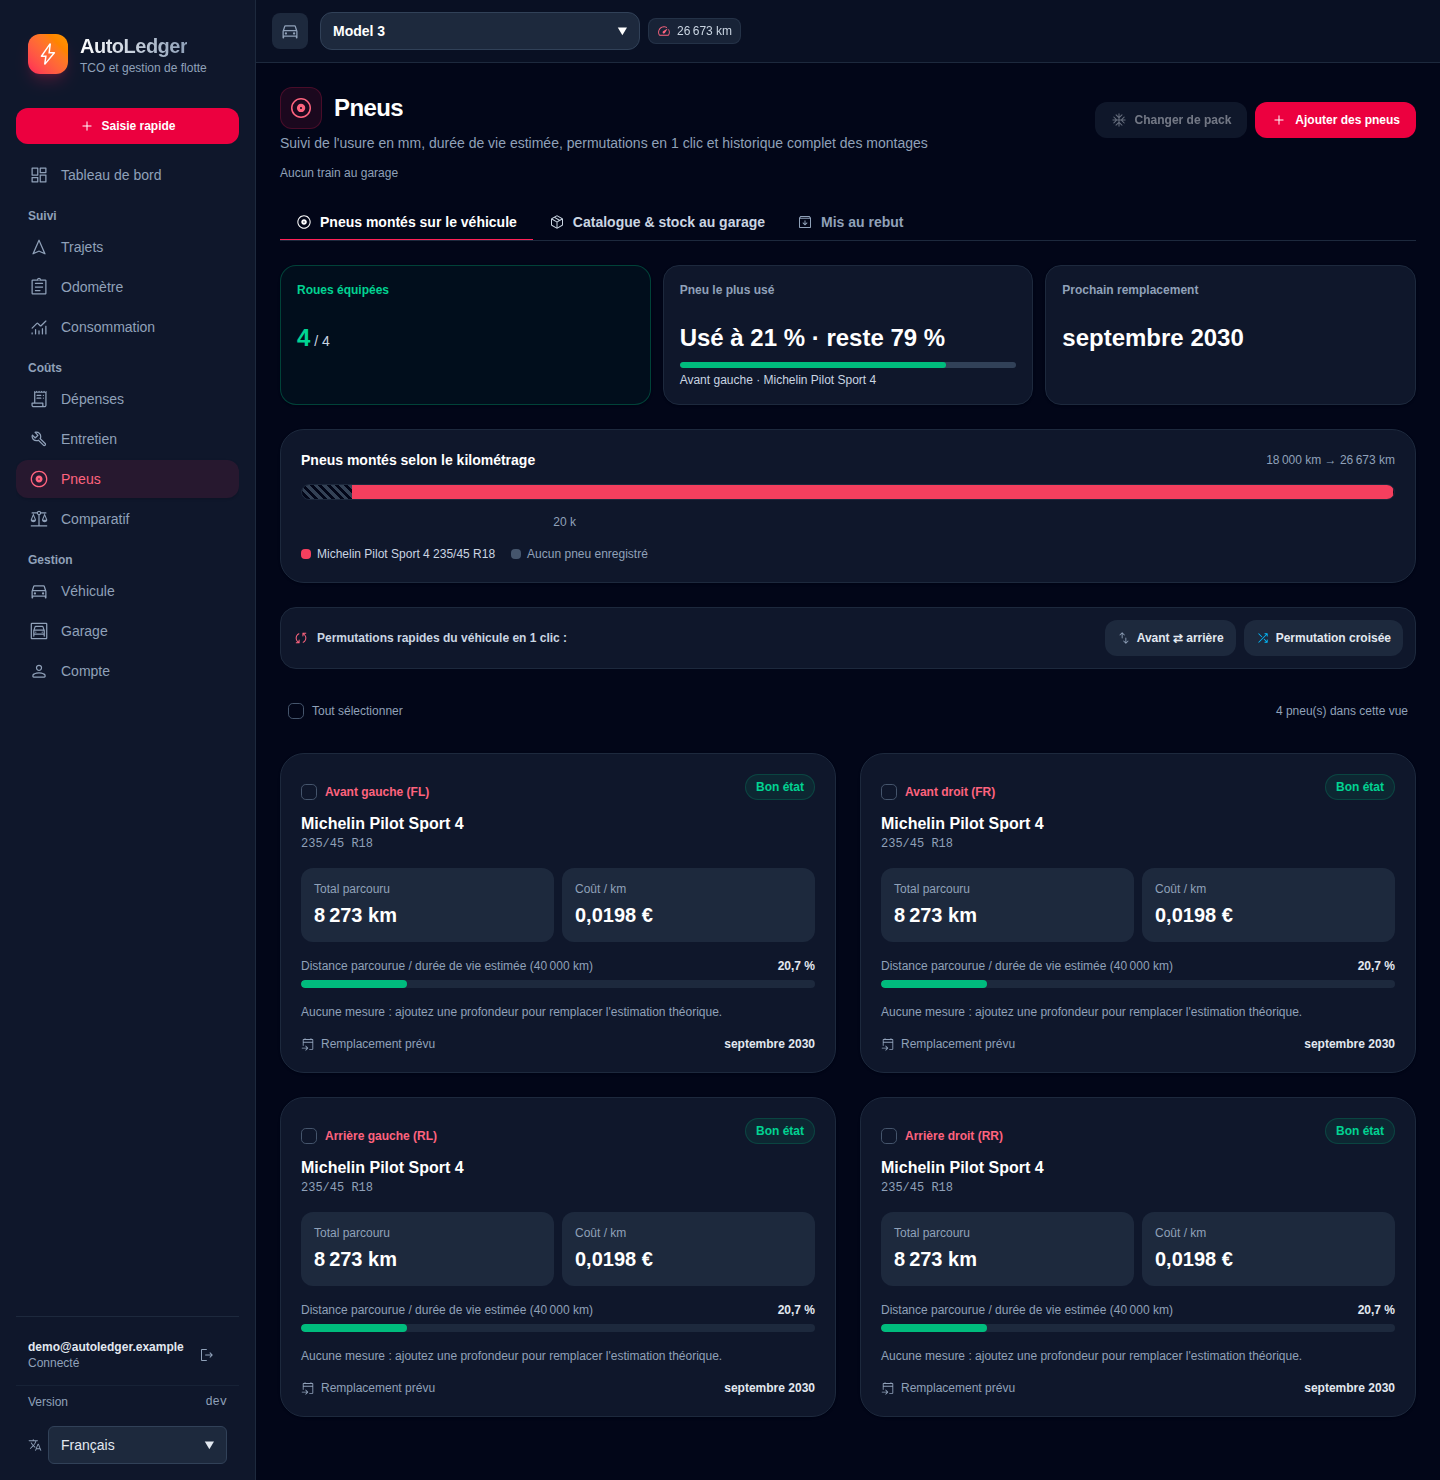 AutoLedger
TCO et gestion de flotte
Saisie rapide
Tableau de bord
Suivi
Trajets
Odomètre
Consommation
Coûts
Dépenses
Entretien
Pneus
Comparatif
Gestion
Véhicule
Garage
Compte
demo@autoledger.example
Connecté
Version dev
Français
Model 3
26 673 km
Pneus
Suivi de l'usure en mm, durée de vie estimée, permutations en 1 clic et historique complet des montages
Aucun train au garage
Changer de pack
Ajouter des pneus
Pneus montés sur le véhicule
Catalogue & stock au garage
Mis au rebut
Roues équipées
4 / 4
Pneu le plus usé
Usé à 21 % · reste 79 %
Avant gauche · Michelin Pilot Sport 4
Prochain remplacement
septembre 2030
Pneus montés selon le kilométrage
18 000 km → 26 673 km
20 k
Michelin Pilot Sport 4 235/45 R18
Aucun pneu enregistré
Permutations rapides du véhicule en 1 clic :
Avant ⇄ arrière
Permutation croisée
Tout sélectionner
4 pneu(s) dans cette vue
Avant gauche (FL)
Bon état
Michelin Pilot Sport 4
235/45 R18
Total parcouru
8 273 km
Coût / km
0,0198 €
Distance parcourue / durée de vie estimée (40 000 km)
20,7 %
Aucune mesure : ajoutez une profondeur pour remplacer l'estimation théorique.
Remplacement prévu
septembre 2030
Avant droit (FR)
Bon état
Michelin Pilot Sport 4
235/45 R18
Total parcouru
8 273 km
Coût / km
0,0198 €
Distance parcourue / durée de vie estimée (40 000 km)
20,7 %
Aucune mesure : ajoutez une profondeur pour remplacer l'estimation théorique.
Remplacement prévu
septembre 2030
Arrière gauche (RL)
Bon état
Michelin Pilot Sport 4
235/45 R18
Total parcouru
8 273 km
Coût / km
0,0198 €
Distance parcourue / durée de vie estimée (40 000 km)
20,7 %
Aucune mesure : ajoutez une profondeur pour remplacer l'estimation théorique.
Remplacement prévu
septembre 2030
Arrière droit (RR)
Bon état
Michelin Pilot Sport 4
235/45 R18
Total parcouru
8 273 km
Coût / km
0,0198 €
Distance parcourue / durée de vie estimée (40 000 km)
20,7 %
Aucune mesure : ajoutez une profondeur pour remplacer l'estimation théorique.
Remplacement prévu
septembre 2030